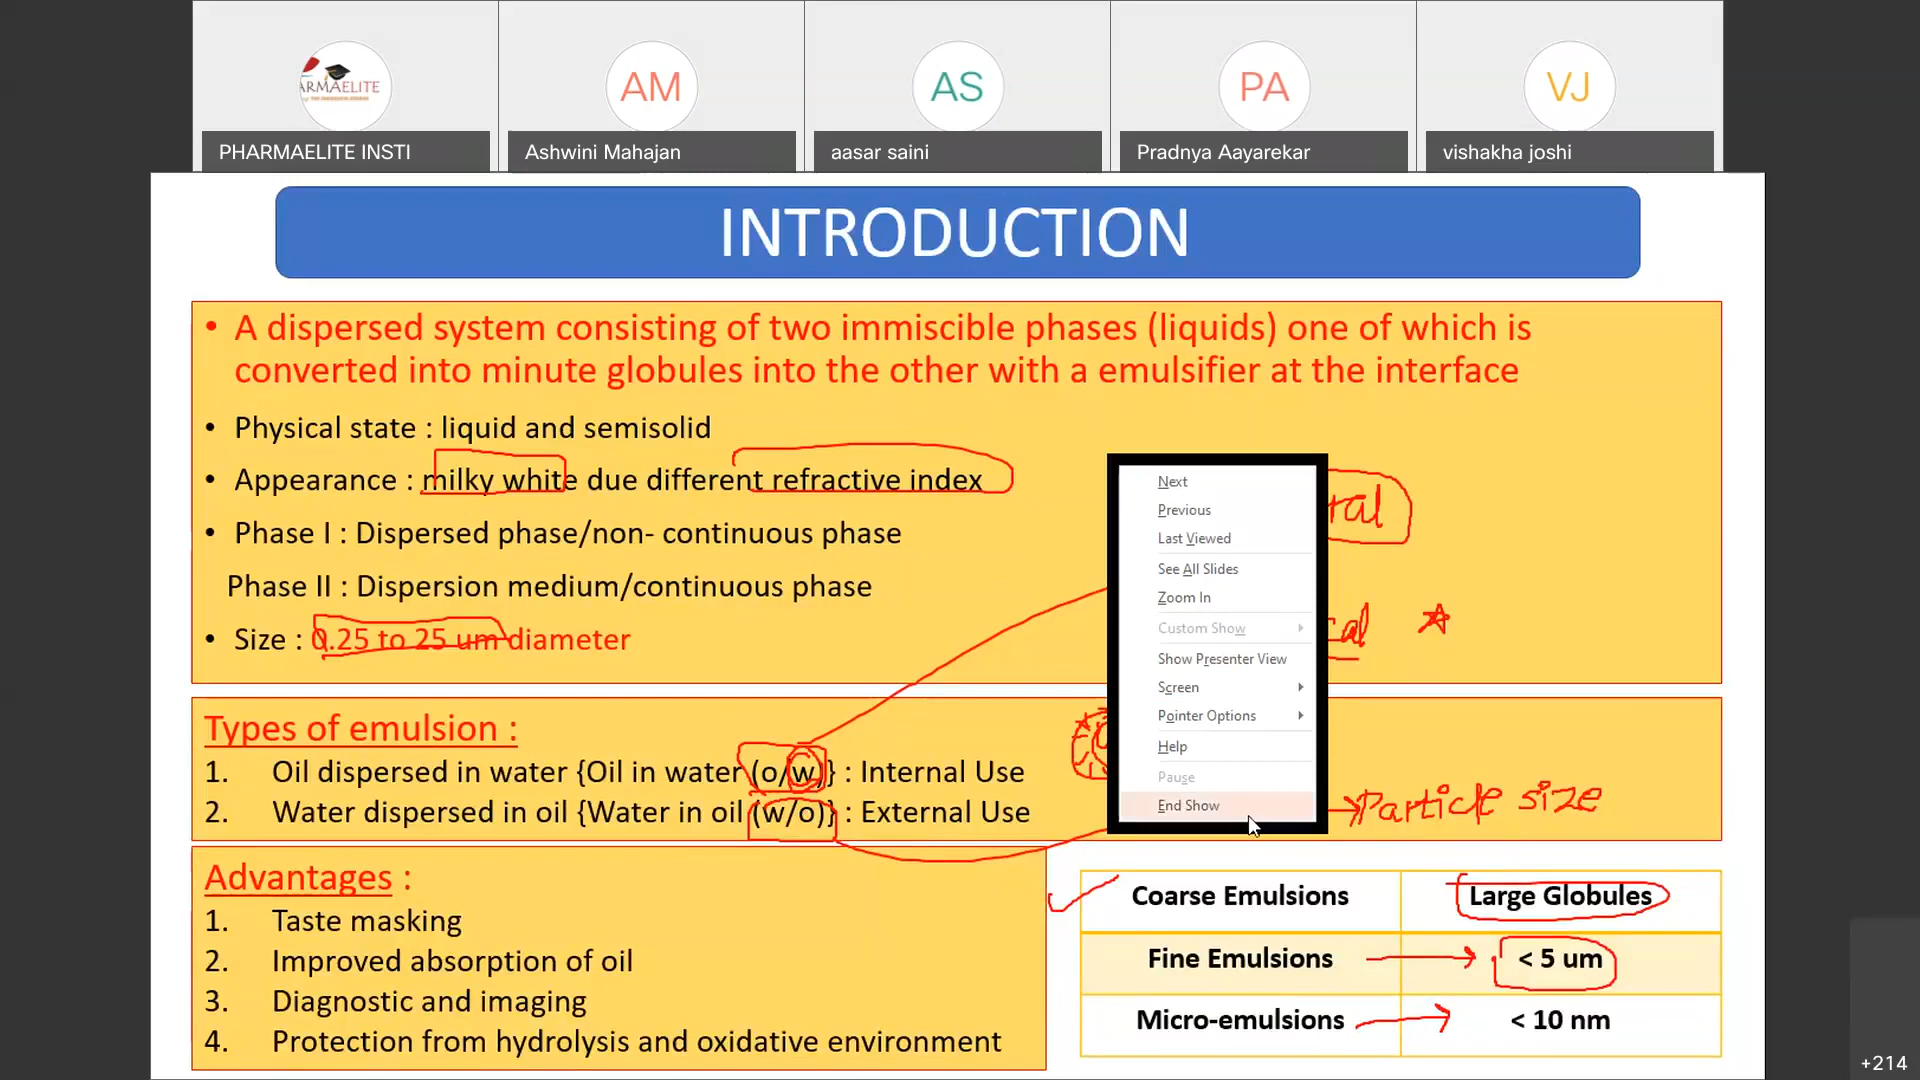 ARMAELITE
AM
AS
PA
VJ
PHARMAELITE INSTI
Ashwini Mahajan
aasar saini
Pradnya Aayarekar
vishakha joshi
INTRODUCTION
• A dispersed system consisting of two immiscible phases (liquids) one of which is
converted into minute globules into the other with a emulsifier at the interface
• Physical state : liquid and semisolid
• Appearance : milky white due different refractive index
• Phase I : Dispersed phase/non- continuous phase
Phase II : Dispersion medium/continuous phase
• Size : 0.25 to 25 um diameter
Next
Previous
Last Viewed
See All Slides
Zoom In
Custom Show
Show Presenter View
Screen
Pointer Options
Help
Pause
End Show
Types of emulsion :
1. Oil dispersed in water {Oil in water (o/w)} : Internal Use
2. Water dispersed in oil {Water in oil (w/o)} : External Use
Particle size
Advantages :
1. Taste masking
2. Improved absorption of oil
3. Diagnostic and imaging
4. Protection from hydrolysis and oxidative environment
Coarse Emulsions Large Globules
Fine Emulsions < 5 um
Micro-emulsions < 10 nm
+214